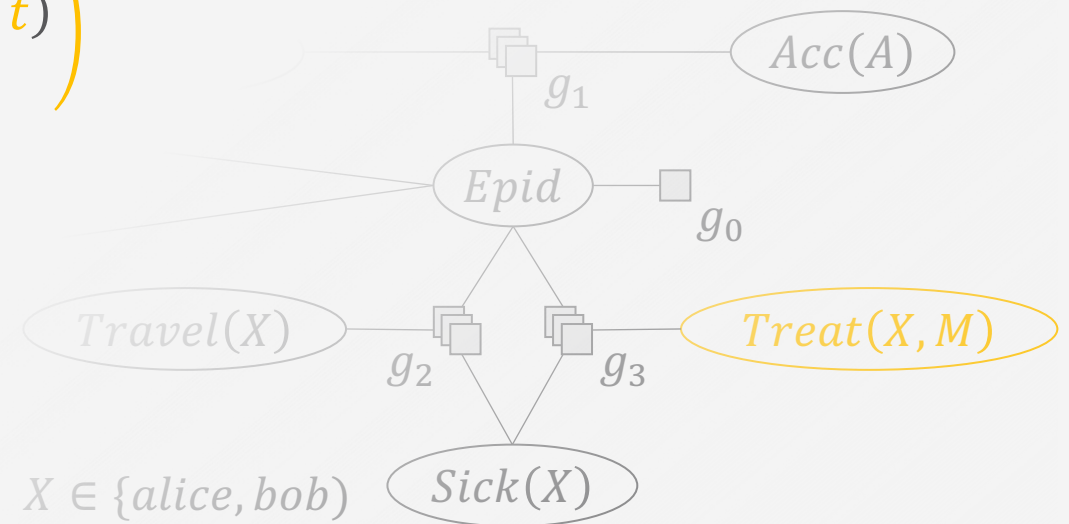 t)
Acc(A)
g₁
Epid
g₀
Travel(X)
Treat(X, M)
g₂
g₃
X ∈ {alice, bob)
Sick(X)